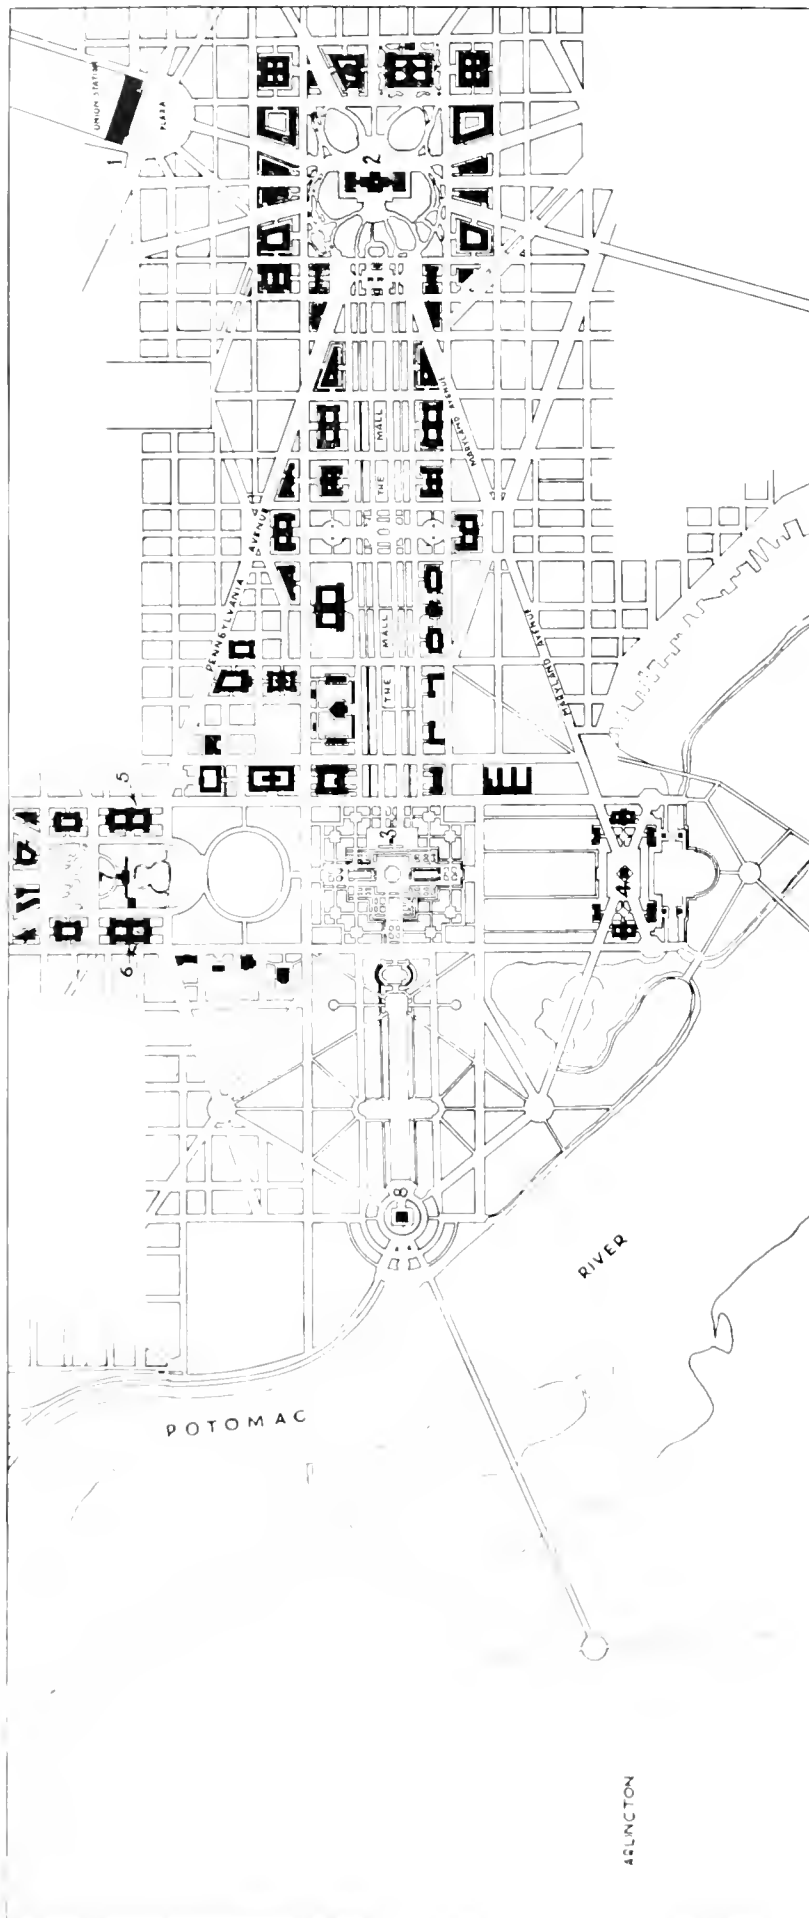 UNION STATION
PLAZA
1
2
MARYLAND AVENUE
THE MALL
PENNSYLVANIA AVENUE
THE MALL
MARYLAND AVENUE
5
3
7
4
6
8
RIVER
POTOMAC
ARLINGTON